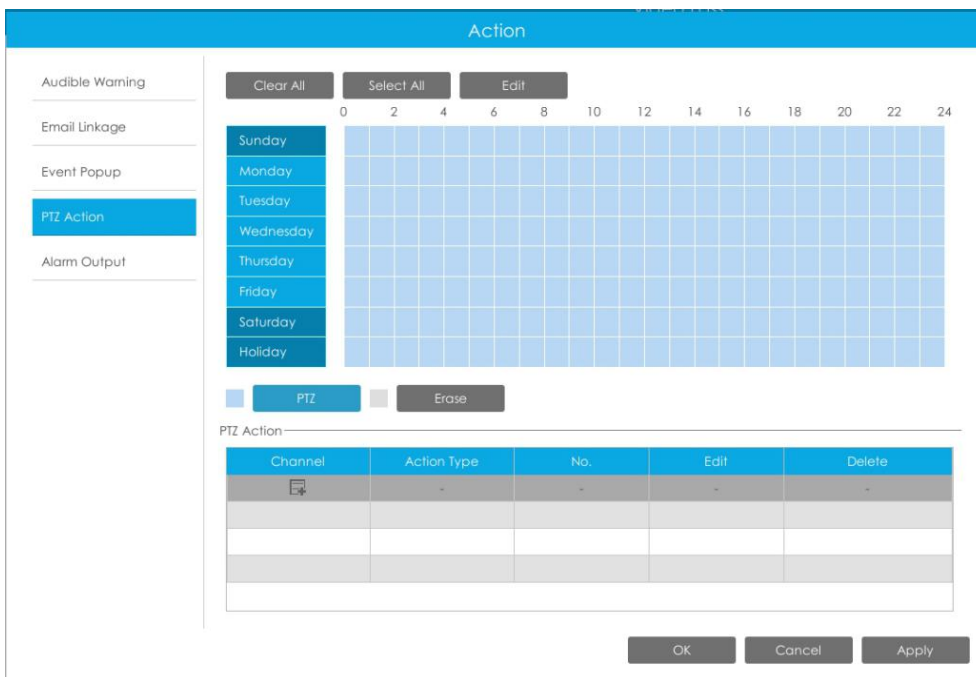 Action
Audible Warning
Email Linkage
Event Popup
PTZ Action
Alarm Output
Clear All Select All Edit
0 2 4 6 8 10 12 14 16 18 20 22 24
Sunday
Monday
Tuesday
Wednesday
Thursday
Friday
Saturday
Holiday
PTZ Erase
PTZ Action
Channel Action Type No. Edit Delete
- - - -
OK Cancel Apply